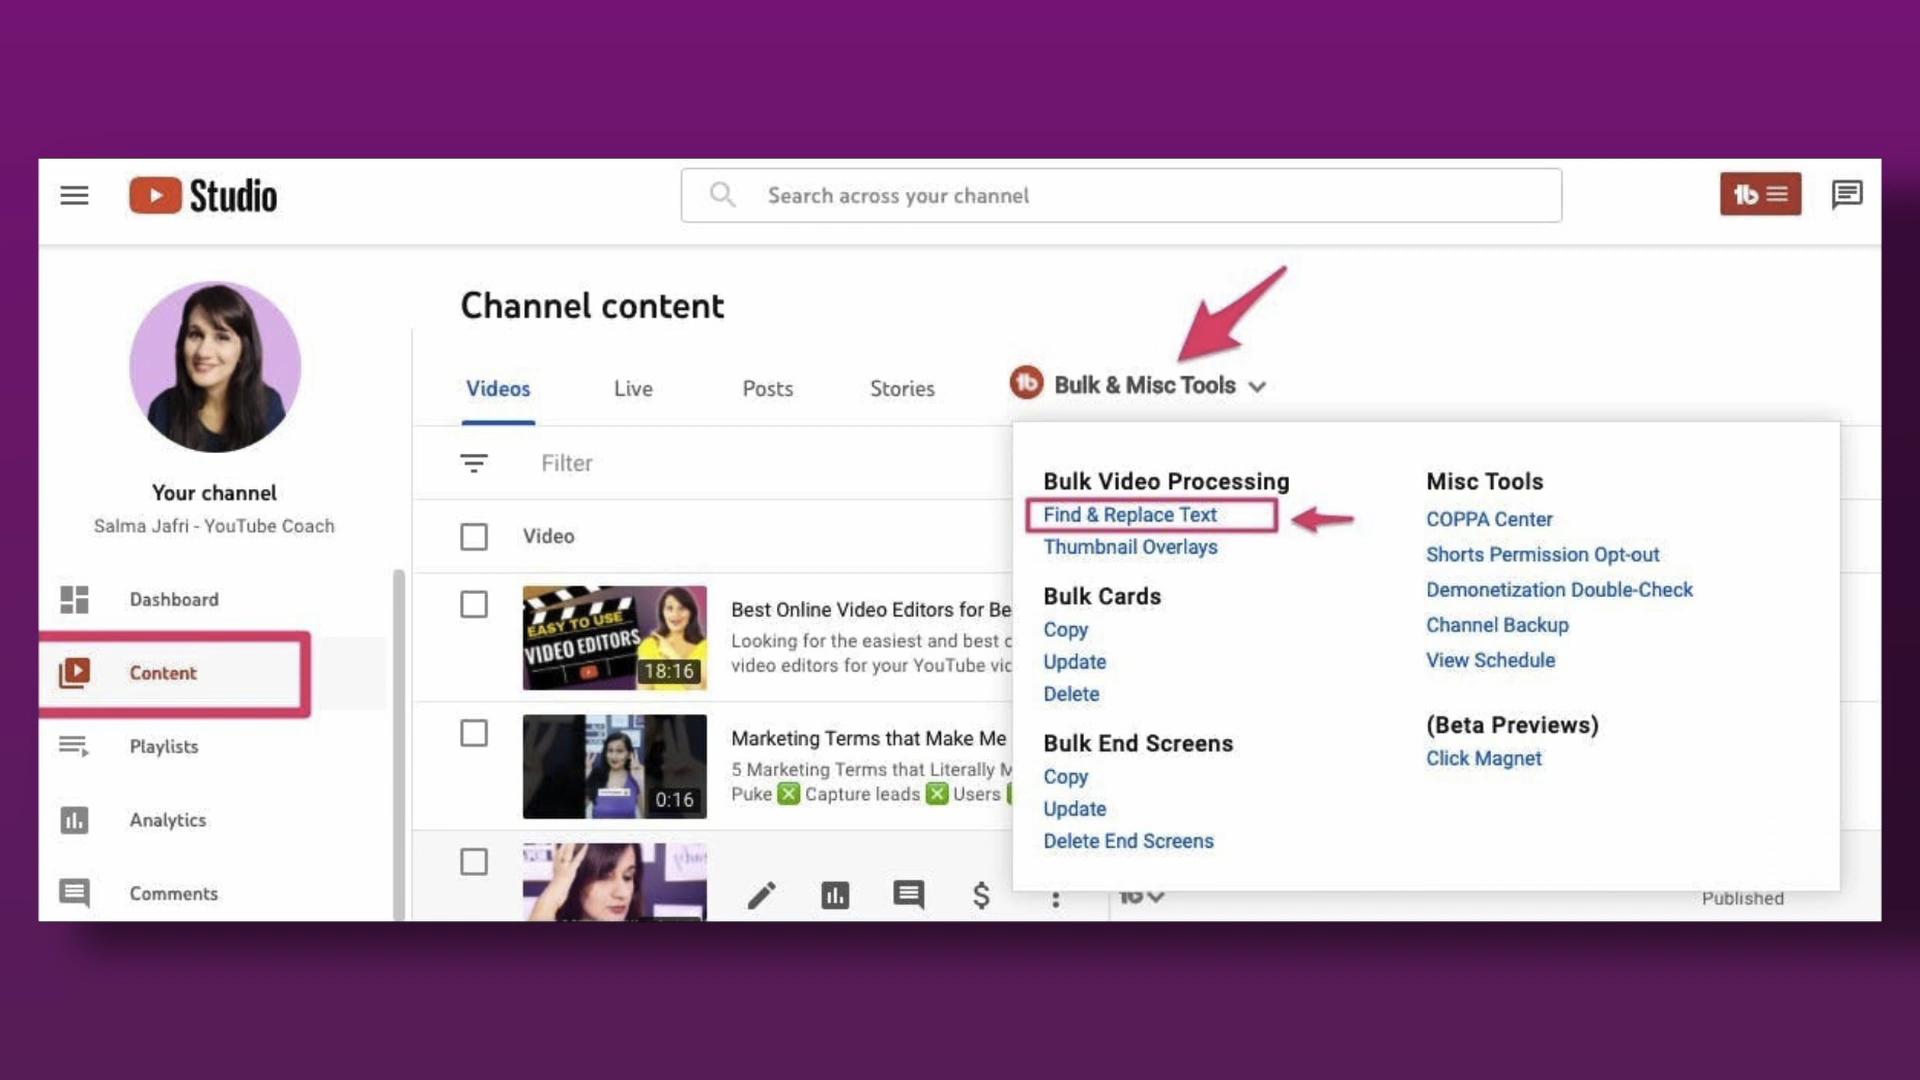 Studio
Search across your channel
Channel content
Videos
Live
Posts
Stories
Bulk & Misc Tools
Filter
Video
Your channel
Salma Jafri - YouTube Coach
Dashboard
Content
Playlists
Analytics
Comments
EASY TO USE
VIDEO EDITORS
18:16
Best Online Video Editors for Be
Looking for the easiest and best
video editors for your YouTube
0:16
Marketing Terms that Make Me
5 Marketing Terms that Literally M
Puke ❎ Capture leads ❎ Users
Bulk Video Processing
Find & Replace Text
Thumbnail Overlays
Bulk Cards
Copy
Update
Delete
Bulk End Screens
Copy
Update
Delete End Screens
Misc Tools
COPPA Center
Shorts Permission Opt-out
Demonetization Double-Check
Channel Backup
View Schedule
(Beta Previews)
Click Magnet
Published